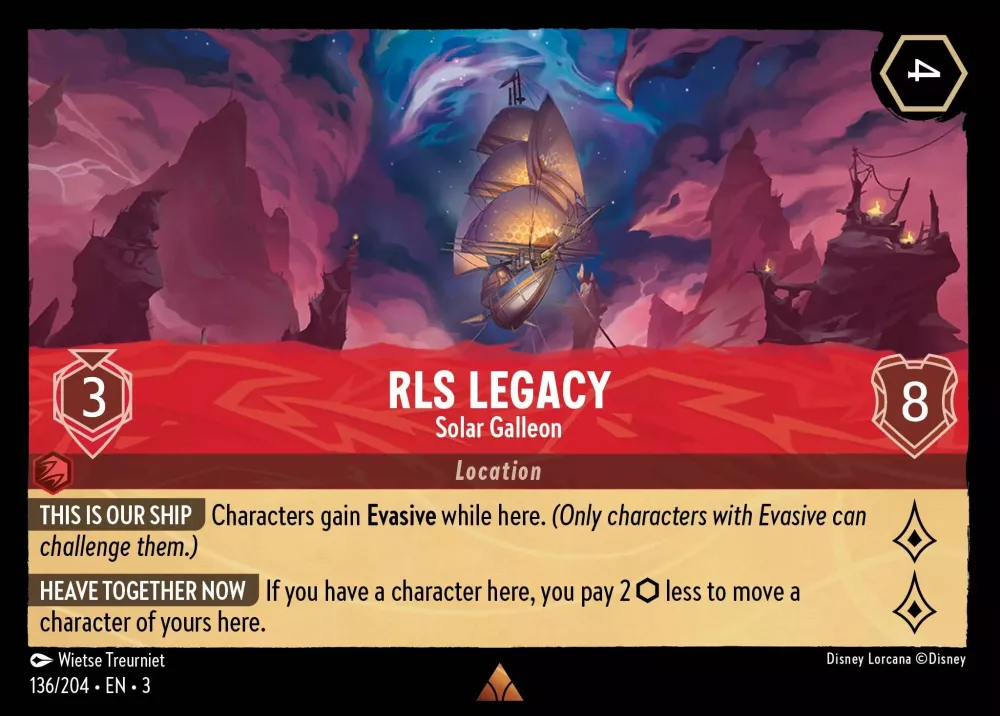 4
3
RLS LEGACY
Solar Galleon
8
Location
THIS IS OUR SHIP Characters gain Evasive while here. (Only characters with Evasive can
challenge them.)
HEAVE TOGETHER NOW If you have a character here, you pay 2 ⬡ less to move a
character of yours here.
Wietse Treurniet
Disney Lorcana ©Disney
136/204 • EN • 3